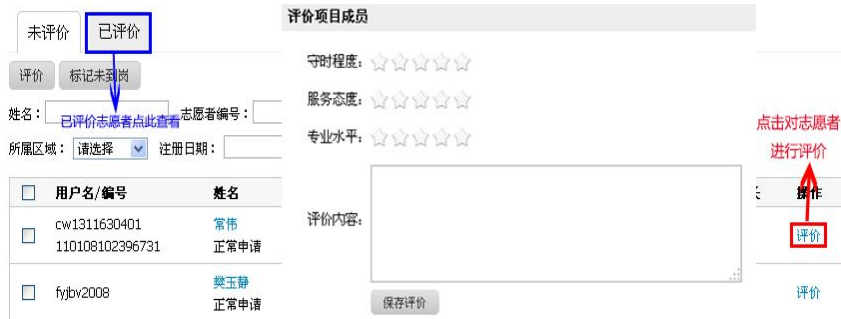 评价项目成员
未评价 已评价
守时程度:
评价 标记未到岗
服务态度:
姓名: 志愿者编号:
已评价志愿者点此查看
点击对志愿者
进行评价
专业水平:
所属区域: 请选择 注册日期:
用户名/编号 姓名 操作
评价内容:
cw1311630401 常伟
110108102396731 正常申请
评价
fyjbv2008 樊玉静
正常申请
评价
保存评价